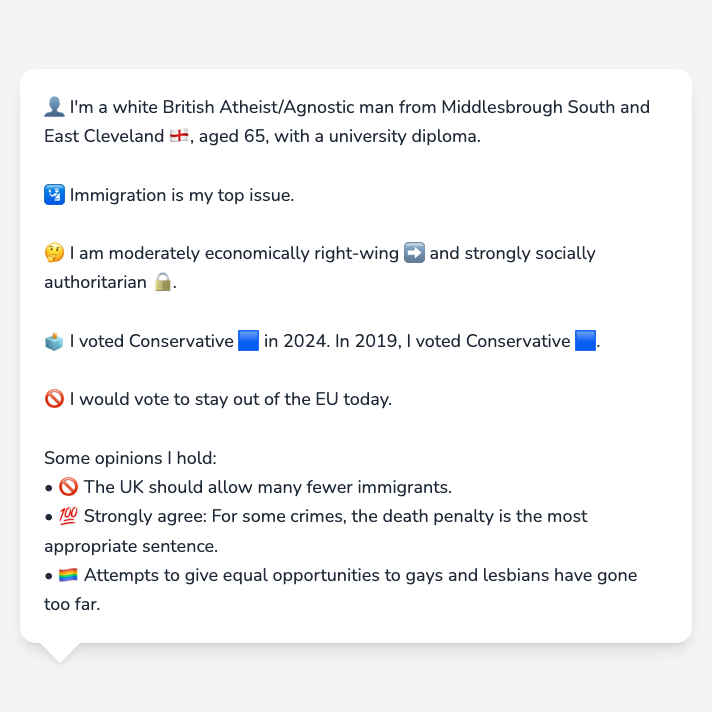 👤 I'm a white British Atheist/Agnostic man from Middlesbrough South and
East Cleveland 🏴󠁧󠁢󠁥󠁮󠁧󠁿, aged 65, with a university diploma.
🛂 Immigration is my top issue.
🤔 I am moderately economically right-wing ➡️ and strongly socially
authoritarian 🔒.
🗳️ I voted Conservative 🟦 in 2024. In 2019, I voted Conservative 🟦.
🚫 I would vote to stay out of the EU today.
Some opinions I hold:
• 🚫 The UK should allow many fewer immigrants.
• 💯 Strongly agree: For some crimes, the death penalty is the most
appropriate sentence.
• 🏳️‍🌈 Attempts to give equal opportunities to gays and lesbians have gone
too far.